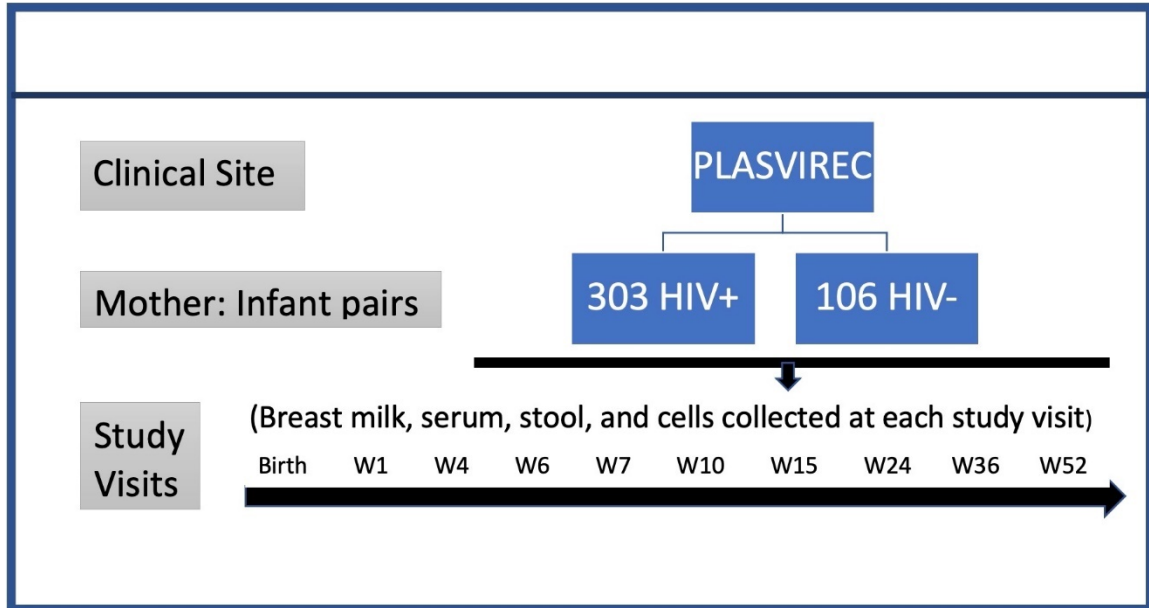 Clinical Site
PLASVIREC
Mother: Infant pairs
303 HIV+
106 HIV-
Study
Visits
(Breast milk, serum, stool, and cells collected at each study visit)
Birth W1 W4 W6 W7 W10 W15 W24 W36 W52